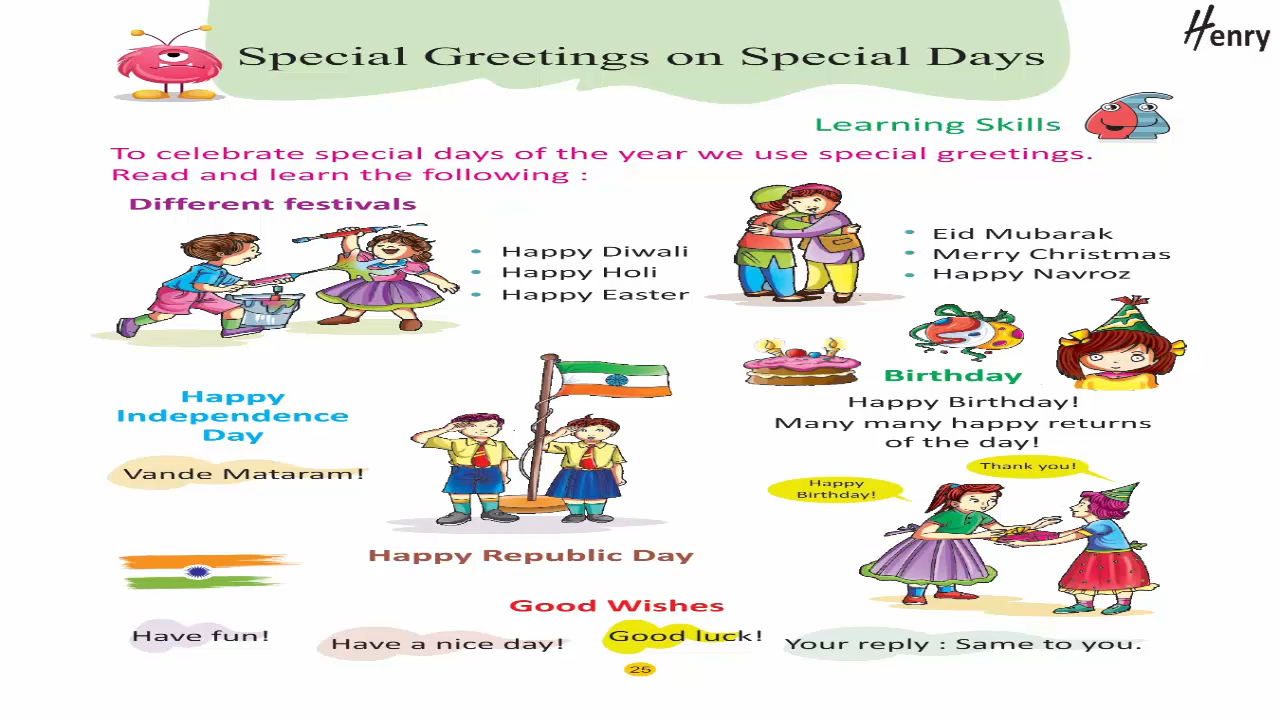 Henry
Special Greetings on Special Days
Learning Skills
To celebrate special days of the year we use special greetings.
Read and learn the following :
Different festivals
• Happy Diwali
• Happy Holi
• Happy Easter
• Eid Mubarak
• Merry Christmas
• Happy Navroz
Happy
Independence
Day
Vande Mataram!
Happy Republic Day
Birthday
Happy Birthday!
Many many happy returns
of the day!
Happy
Birthday!
Thank you!
Good Wishes
Have fun!
Have a nice day!
Good luck!
Your reply : Same to you.
25